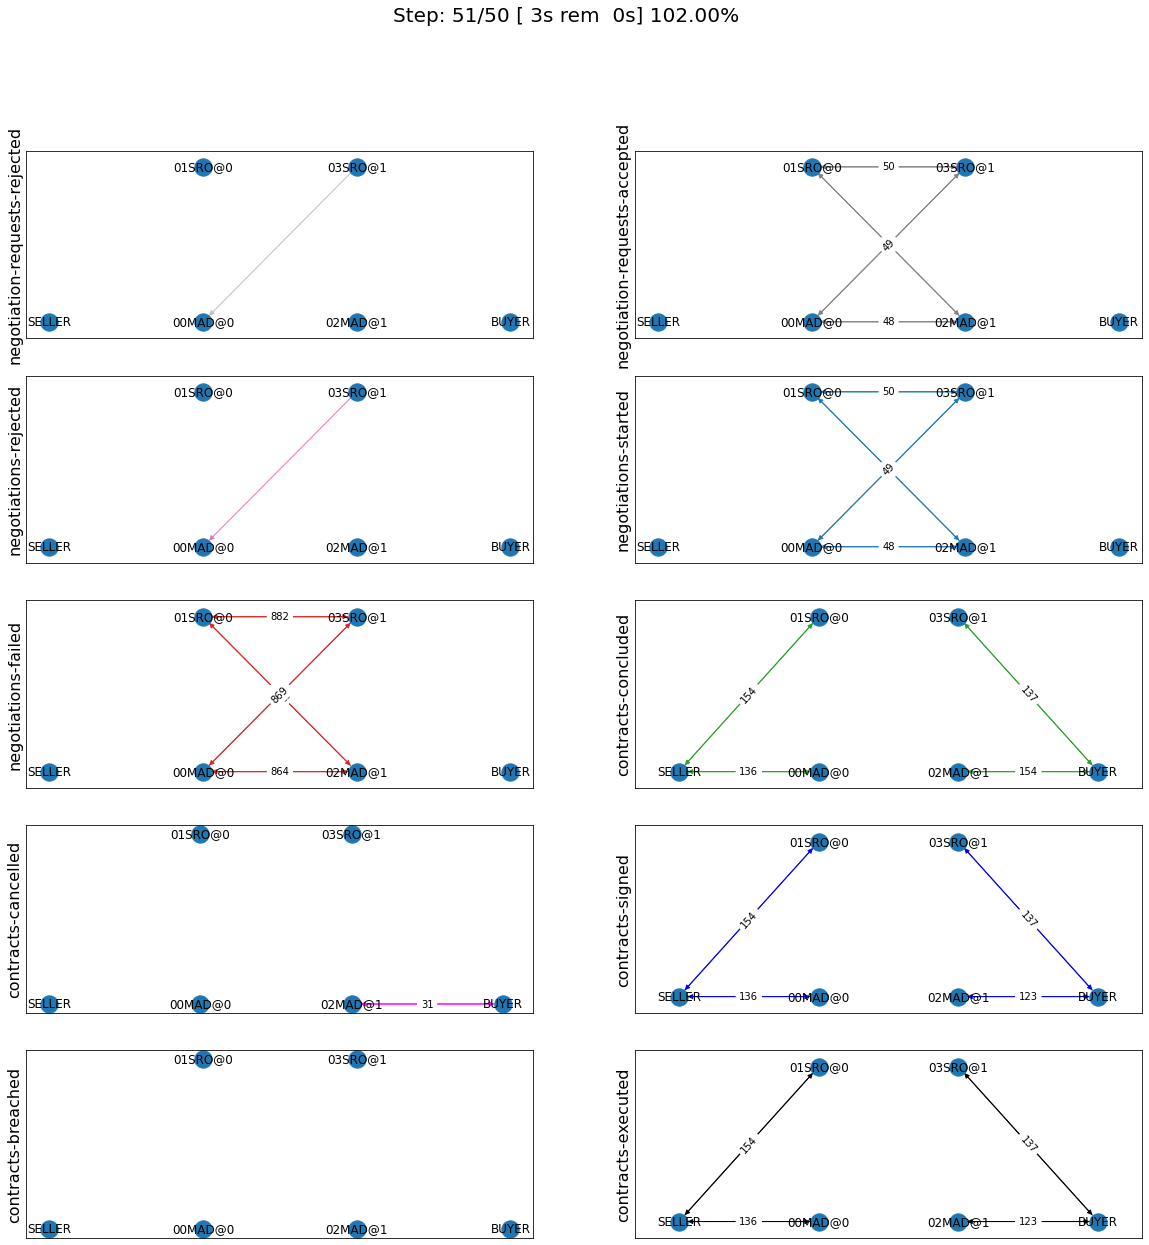 Step: 51/50 [ 3s rem  0s] 102.00%
negotiation-requests-rejected
01SRO@0 03SRO@1
SELLER 00MAD@0 02MAD@1 BUYER
negotiation-requests-accepted
01SRO@0 50 03SRO@1
49
SELLER 00MAD@0 48 02MAD@1 BUYER
negotiations-rejected
01SRO@0 03SRO@1
SELLER 00MAD@0 02MAD@1 BUYER
negotiations-started
01SRO@0 50 03SRO@1
49
SELLER 00MAD@0 48 02MAD@1 BUYER
negotiations-failed
01SRO@0 882 03SRO@1
869
SELLER 00MAD@0 864 02MAD@1 BUYER
contracts-concluded
01SRO@0 03SRO@1
154 137
SELLER 136 00MAD@0 02MAD@1 154 BUYER
contracts-cancelled
01SRO@0 03SRO@1
SELLER 00MAD@0 02MAD@1 31 BUYER
contracts-signed
01SRO@0 03SRO@1
154 137
SELLER 136 00MAD@0 02MAD@1 123 BUYER
contracts-breached
01SRO@0 03SRO@1
SELLER 00MAD@0 02MAD@1 BUYER
contracts-executed
01SRO@0 03SRO@1
154 137
SELLER 136 00MAD@0 02MAD@1 123 BUYER